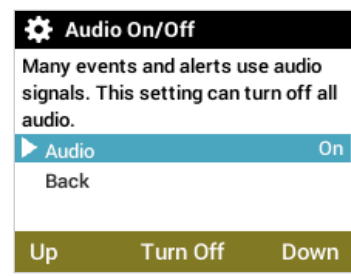 Audio On/Off
Many events and alerts use audio
signals. This setting can turn off all
audio.
Audio On
Back
Up Turn Off Down